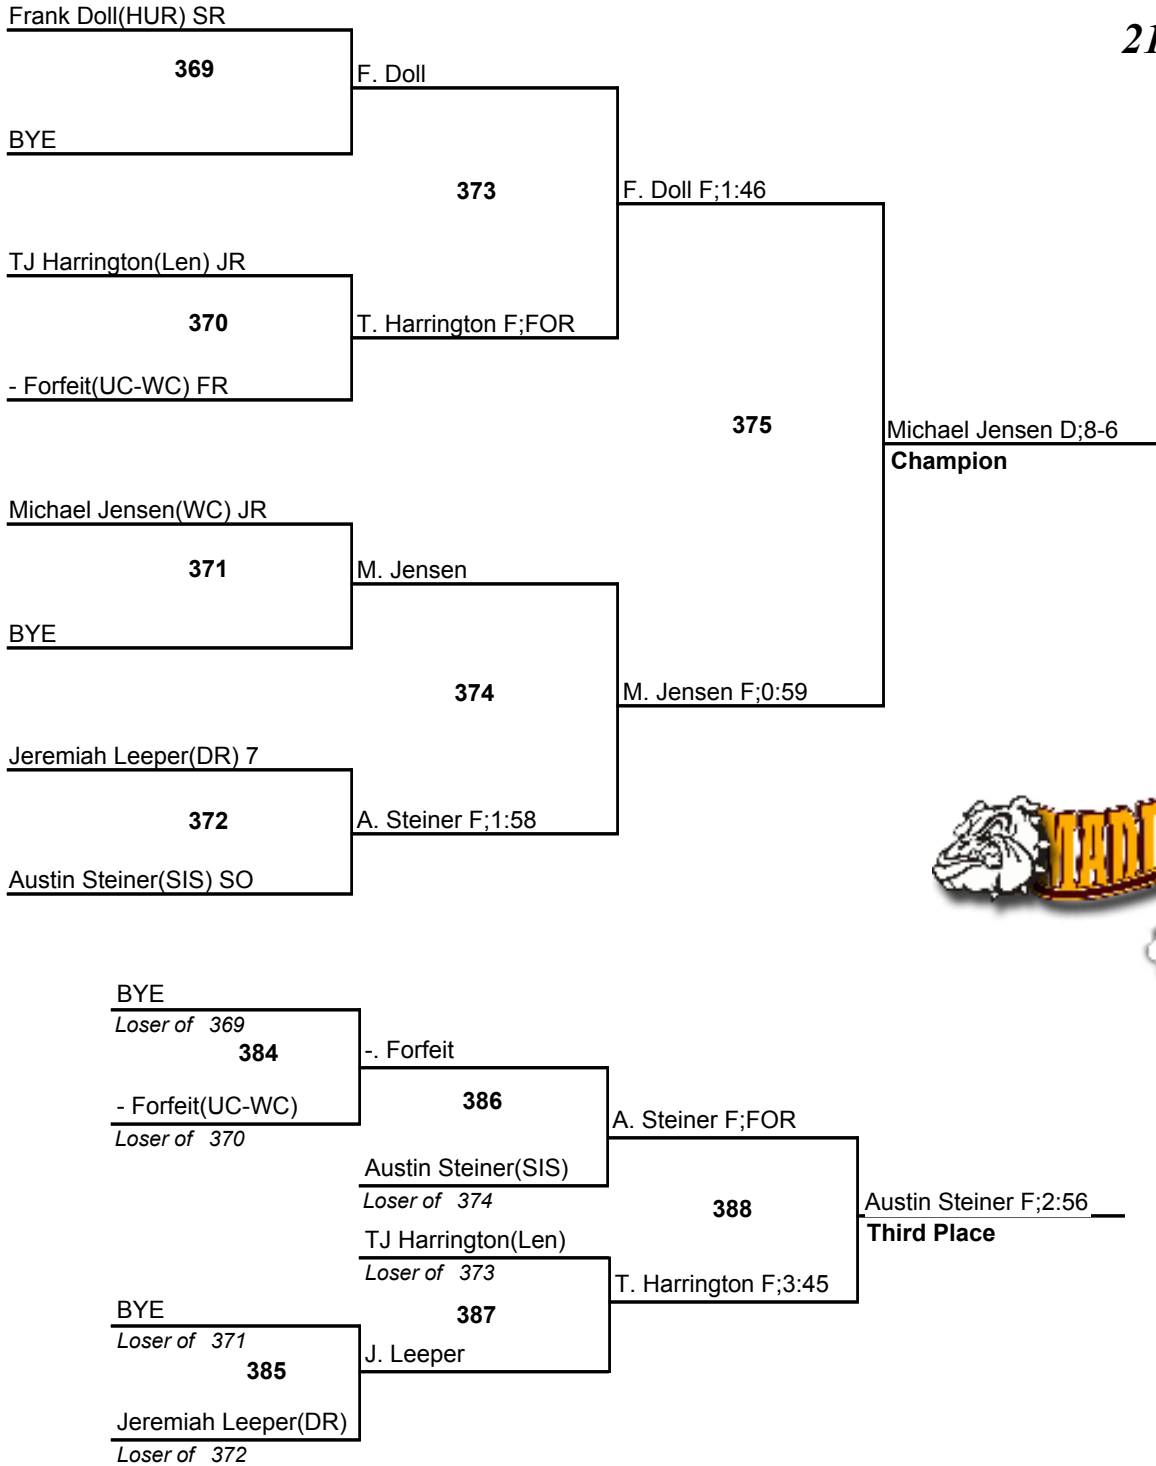 Frank Doll(HUR) SR
21
369
F. Doll
BYE
373
F. Doll F;1:46
TJ Harrington(Len) JR
370
T. Harrington F;FOR
- Forfeit(UC-WC) FR
375
Michael Jensen D;8-6
Champion
Michael Jensen(WC) JR
371
M. Jensen
BYE
374
M. Jensen F;0:59
Jeremiah Leeper(DR) 7
372
A. Steiner F;1:58
Austin Steiner(SIS) SO
BYE
Loser of 369
384
-. Forfeit
- Forfeit(UC-WC)
Loser of 370
386
A. Steiner F;FOR
Austin Steiner(SIS)
Loser of 374
388
Austin Steiner F;2:56
Third Place
TJ Harrington(Len)
Loser of 373
T. Harrington F;3:45
387
BYE
Loser of 371
385
J. Leeper
Jeremiah Leeper(DR)
Loser of 372